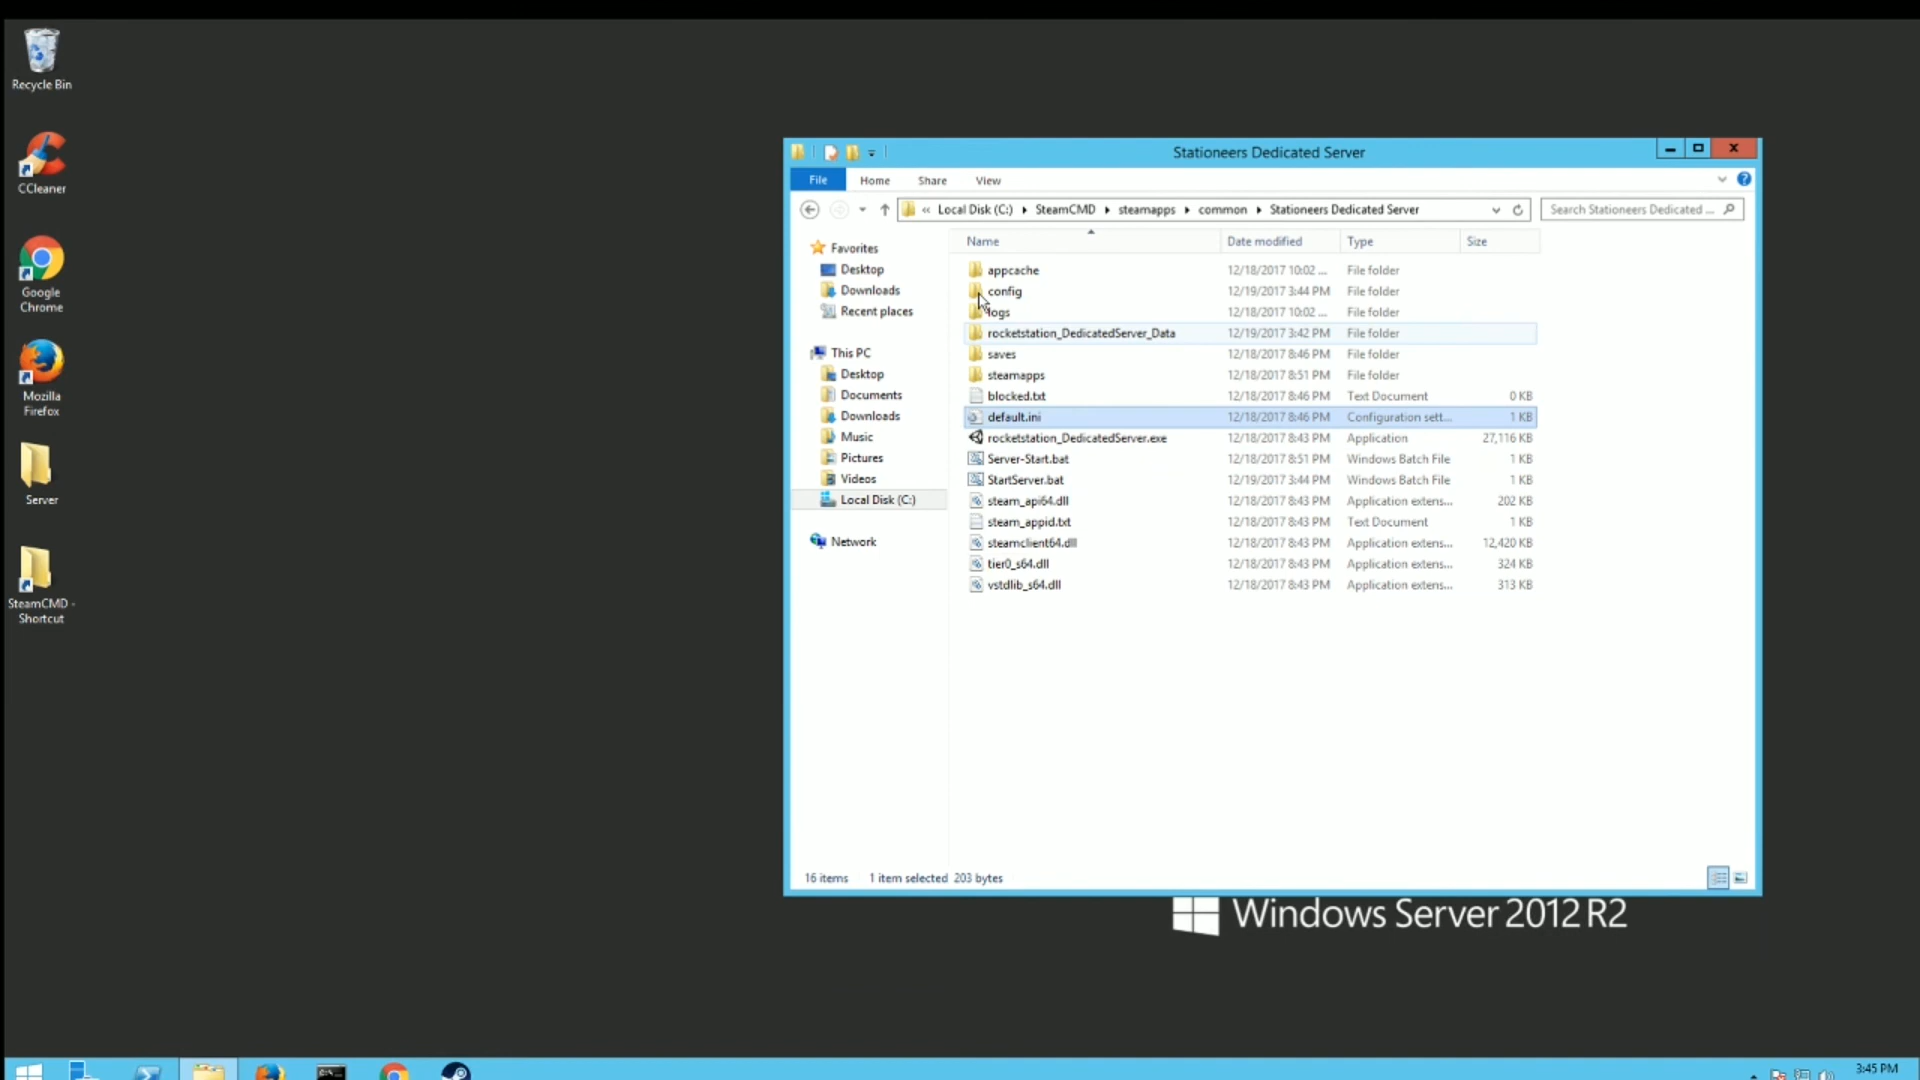 Recycle Bin
CCleaner
Google
Chrome
Mozilla
Firefox
Server
SteamCMD -
Shortcut
Stationeers Dedicated Server
File Home Share View
« Local Disk (C:) SteamCMD steamapps common Stationeers Dedicated Server
Search Stationeers Dedicated ...
Favorites
Desktop
Downloads
Recent places
This PC
Desktop
Documents
Downloads
Music
Pictures
Videos
Local Disk (C:)
Network
Name Date modified Type Size
appcache 12/18/2017 10:02 ... File folder
config 12/19/2017 3:44 PM File folder
logs 12/18/2017 10:02 ... File folder
rocketstation_DedicatedServer_Data 12/19/2017 3:42 PM File folder
saves 12/18/2017 8:46 PM File folder
steamapps 12/18/2017 8:51 PM File folder
blocked.txt 12/18/2017 8:46 PM Text Document 0 KB
default.ini 12/18/2017 8:46 PM Configuration sett... 1 KB
rocketstation_DedicatedServer.exe 12/18/2017 8:43 PM Application 27,116 KB
Server-Start.bat 12/18/2017 8:51 PM Windows Batch File 1 KB
StartServer.bat 12/19/2017 3:44 PM Windows Batch File 1 KB
steam_api64.dll 12/18/2017 8:43 PM Application extens... 202 KB
steam_appid.txt 12/18/2017 8:43 PM Text Document 1 KB
steamclient64.dll 12/18/2017 8:43 PM Application extens... 12,420 KB
tier0_s64.dll 12/18/2017 8:43 PM Application extens... 324 KB
vstdlib_s64.dll 12/18/2017 8:43 PM Application extens... 313 KB
16 items 1 item selected 203 bytes
Windows Server 2012 R2
3:45 PM